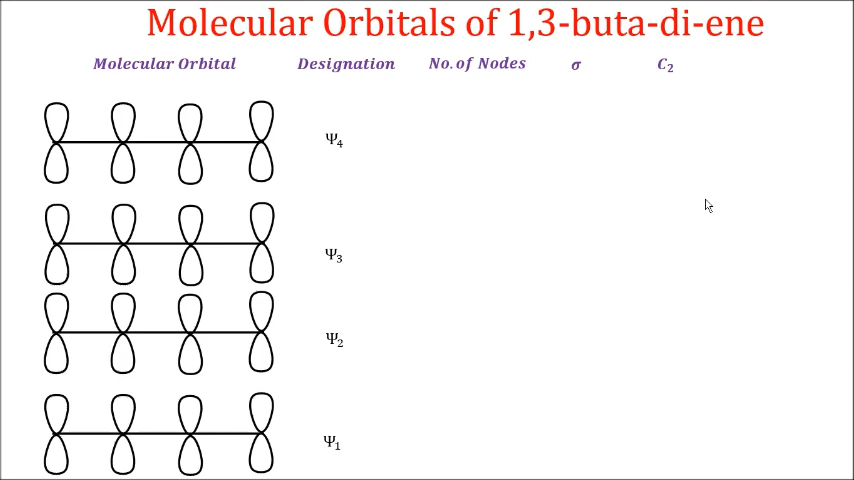 Molecular Orbitals of 1,3-buta-di-ene
Molecular Orbital Designation No. of Nodes σ C₂
Ψ₄
Ψ₃
Ψ₂
Ψ₁